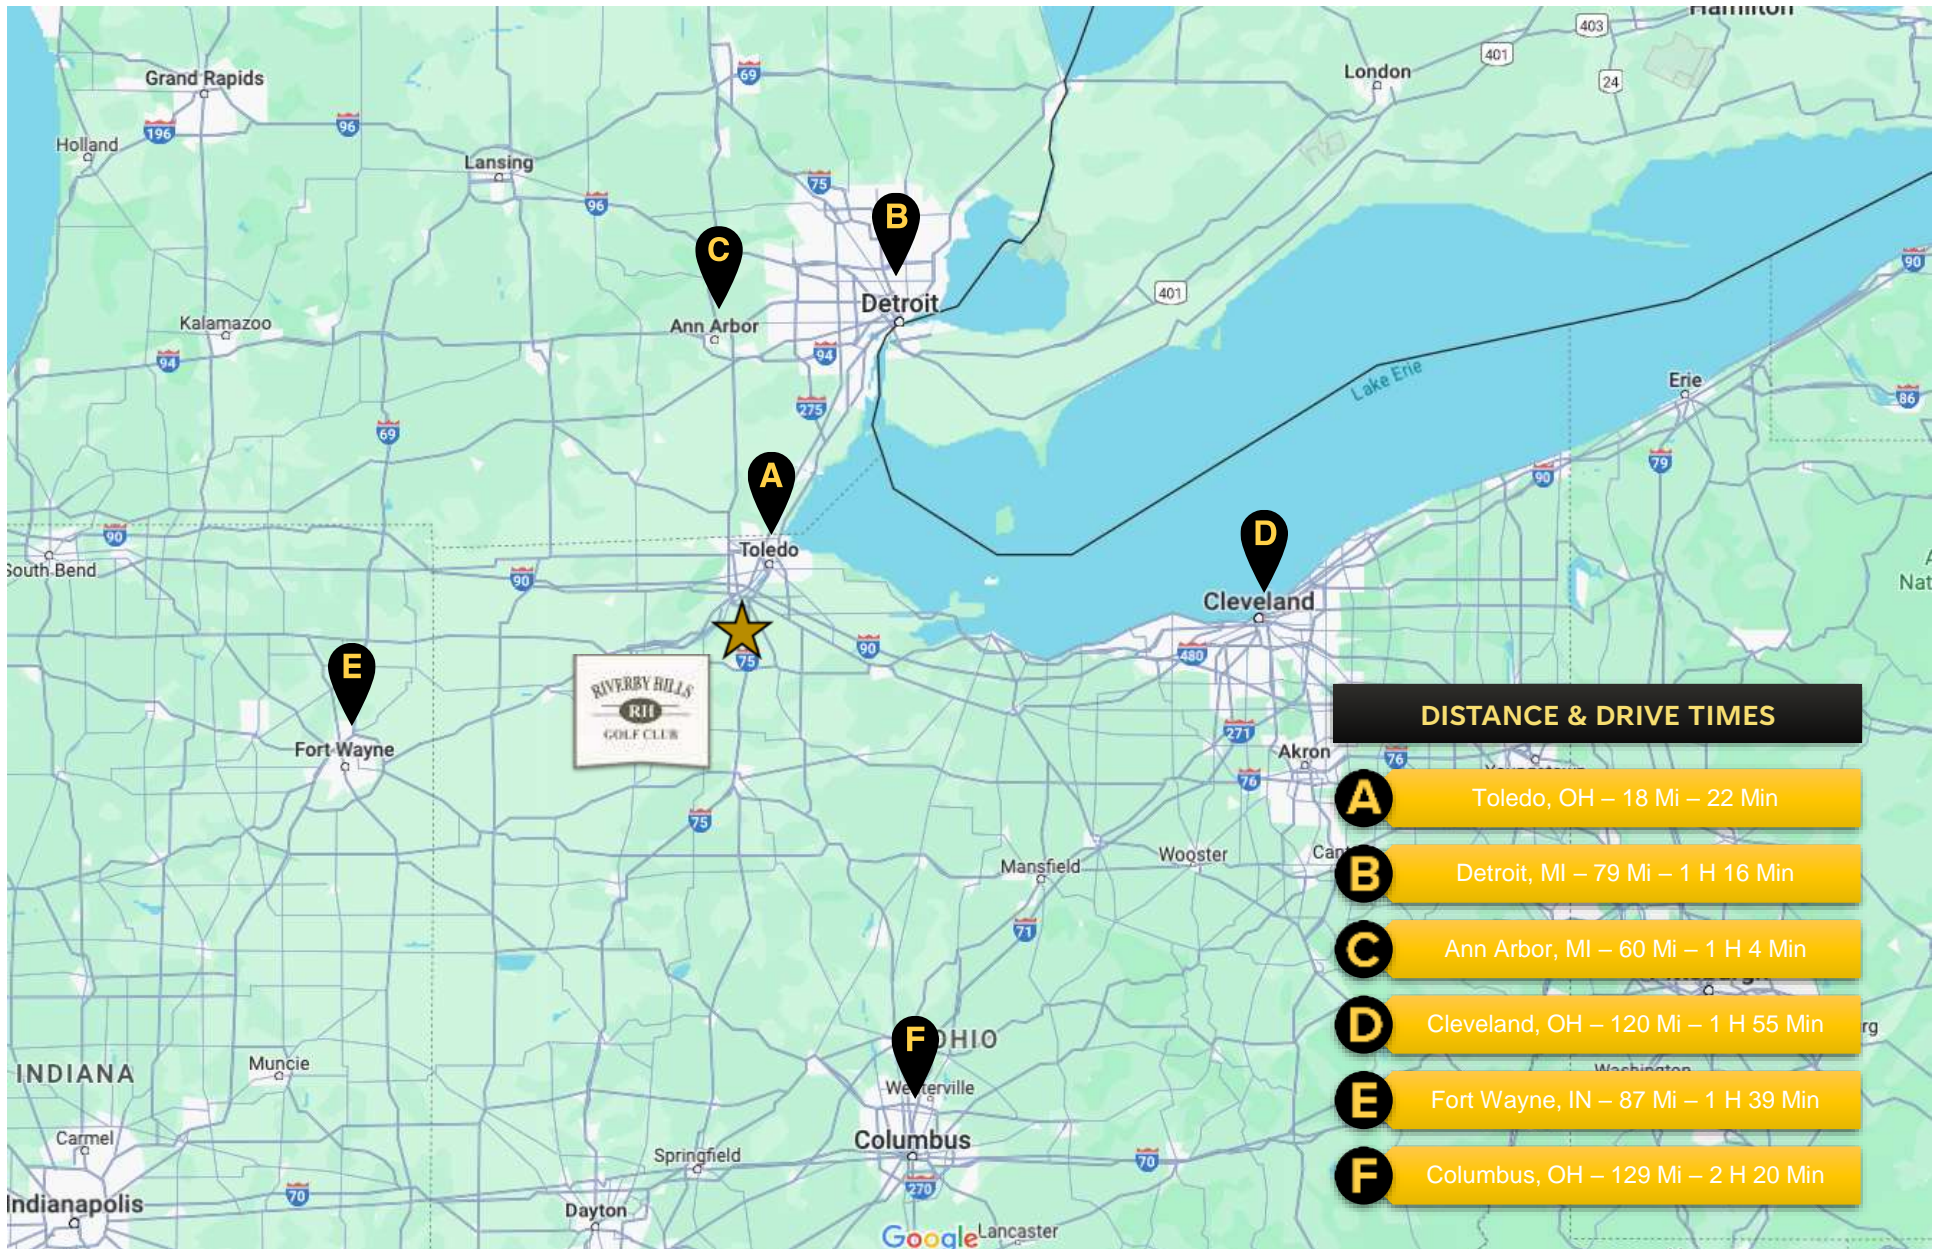 Hamilton
403
401
London
24
69
Grand Rapids
196
96
Holland
Lansing
75
96
B
C
90
401
Detroit
Ann Arbor
Kalamazoo
94
94
Lake Erie
Erie
86
275
69
79
90
A
90
D
Toledo
South Bend
90
Nat
Cleveland
90
75
480
E
RIVERBY HILLS
RH
GOLF CLUB
271
Akron
76
76
Fort Wayne
75
Mansfield
Wooster
71
F
OHIO
Westerville
INDIANA
Muncie
Columbus
Carmel
Springfield
70
270
Indianapolis
70
Dayton
Google
Lancaster
DISTANCE & DRIVE TIMES
A Toledo, OH – 18 Mi – 22 Min
B Detroit, MI – 79 Mi – 1 H 16 Min
C Ann Arbor, MI – 60 Mi – 1 H 4 Min
D Cleveland, OH – 120 Mi – 1 H 55 Min
E Fort Wayne, IN – 87 Mi – 1 H 39 Min
F Columbus, OH – 129 Mi – 2 H 20 Min
rg